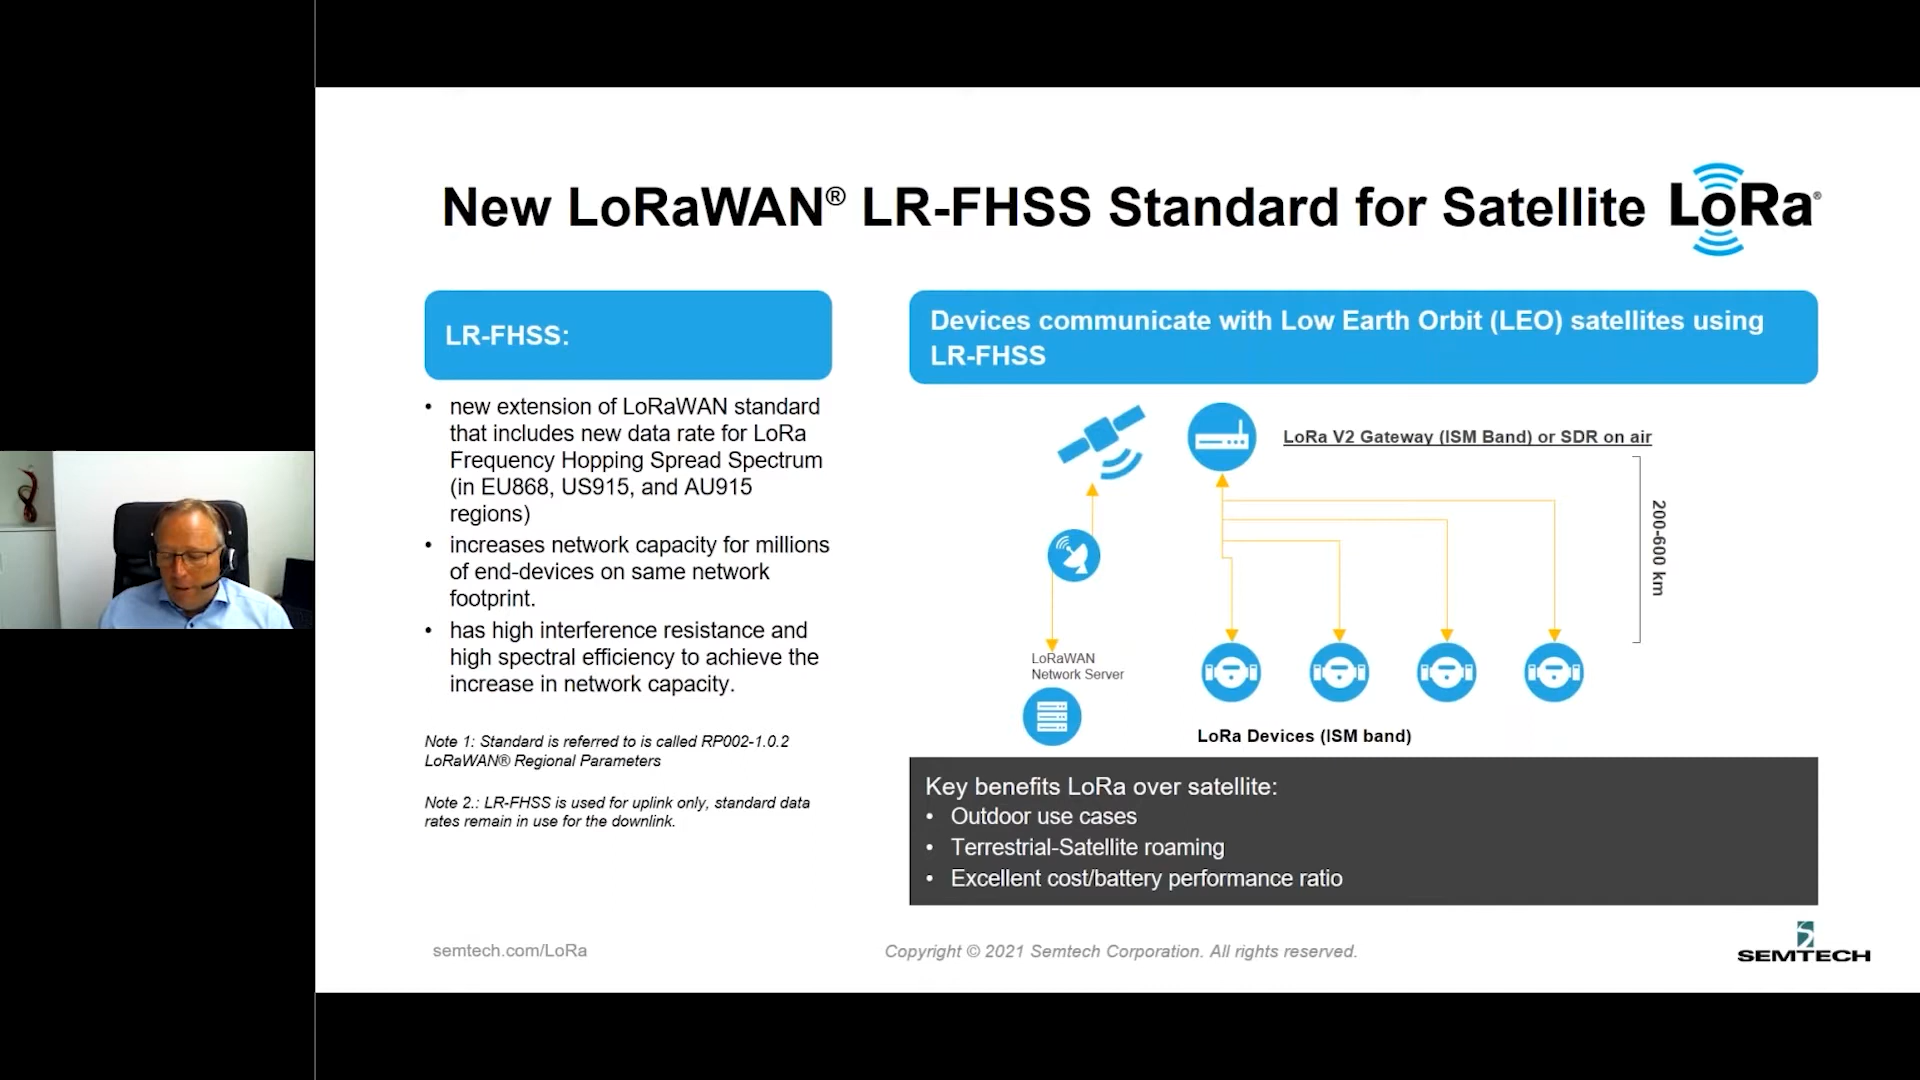 New LoRaWAN® LR-FHSS Standard for Satellite LoRa®
LR-FHSS:
• new extension of LoRaWAN standard
that includes new data rate for LoRa
Frequency Hopping Spread Spectrum
(in EU868, US915, and AU915
regions)
• increases network capacity for millions
of end-devices on same network
footprint.
• has high interference resistance and
high spectral efficiency to achieve the
increase in network capacity.
Note 1: Standard is referred to is called RP002-1.0.2
LoRaWAN® Regional Parameters
Note 2.: LR-FHSS is used for uplink only, standard data
rates remain in use for the downlink.
Devices communicate with Low Earth Orbit (LEO) satellites using
LR-FHSS
LoRa V2 Gateway (ISM Band) or SDR on air
200-600 km
LoRaWAN
Network Server
LoRa Devices (ISM band)
Key benefits LoRa over satellite:
• Outdoor use cases
• Terrestrial-Satellite roaming
• Excellent cost/battery performance ratio
semtech.com/LoRa
Copyright © 2021 Semtech Corporation. All rights reserved.
SEMTECH